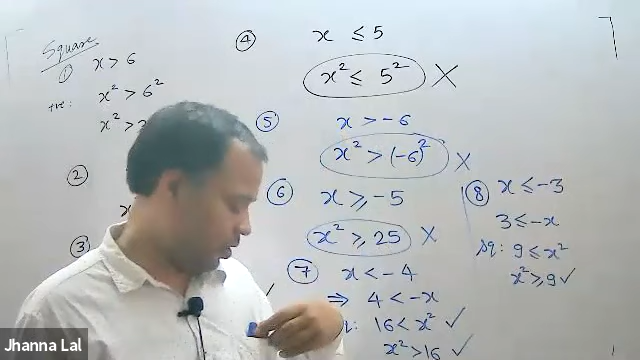 Square
① x > 6
+ve: x² > 6²
x² >
②
x
③
④ x ≤ 5
x² ≤ 5² X
⑤ x > -6
x² > (-6)² X
⑥ x ≥ -5
x² ≥ 25 X
⑦ x < -4
⇒ 4 < -x
16 < x² ✓
x² > 16 ✓
⑧ x ≤ -3
3 ≤ -x
Sq: 9 ≤ x²
x² ≥ 9 ✓
Jhanna Lal